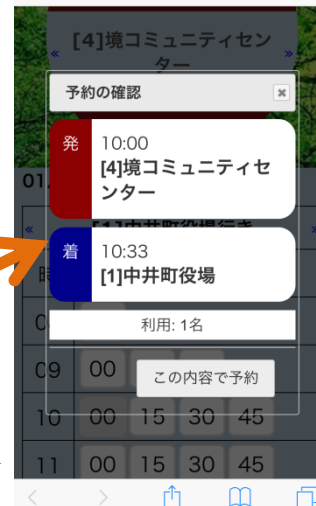 « [4]境コミュニティセン »
ター
予約の確認 ×
発 10:00
[4]境コミュニティセ
ンター
01
« [1]中井町役場行き »
着 10:33
[1]中井町役場
時
利用: 1名
09 00
この内容で予約
10 00 15 30 45
11 00 15 30 45